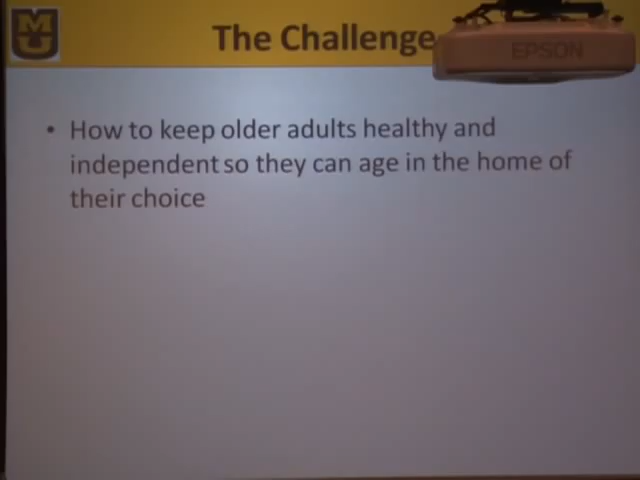 MU
The Challenge
EPSON
• How to keep older adults healthy and
independent so they can age in the home of
their choice